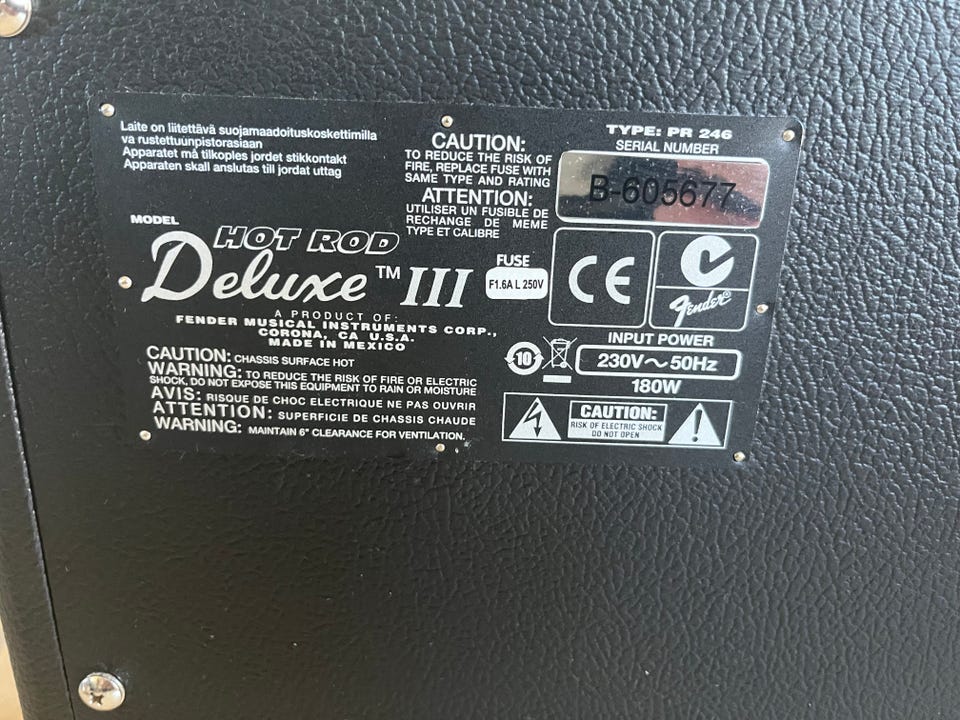 Laite on liitettävä suojamaadoituskoskettimilla
va rustettuunpistorasiaan
Apparatet må tilkoples jordet stikkontakt
Apparaten skall anslutas till jordat uttag
CAUTION:
TO REDUCE THE RISK OF
FIRE, REPLACE FUSE WITH
SAME TYPE AND RATING
ATTENTION:
UTILISER UN FUSIBLE DE
RECHANGE DE MEME
TYPE ET CALIBRE
TYPE: PR 246
SERIAL NUMBER
B-605677
MODEL
HOT ROD
Deluxe™ III
FUSE
F1.6A L 250V
CE
Fender®
A PRODUCT OF:
FENDER MUSICAL INSTRUMENTS CORP.,
CORONA, CA U.S.A.
MADE IN MEXICO
10
INPUT POWER
230V~50Hz
180W
CAUTION: CHASSIS SURFACE HOT
WARNING: TO REDUCE THE RISK OF FIRE OR ELECTRIC
SHOCK, DO NOT EXPOSE THIS EQUIPMENT TO RAIN OR MOISTURE
AVIS: RISQUE DE CHOC ELECTRIQUE NE PAS OUVRIR
ATTENTION: SUPERFICIE DE CHASSIS CHAUDE
WARNING: MAINTAIN 6" CLEARANCE FOR VENTILATION.
CAUTION:
RISK OF ELECTRIC SHOCK
DO NOT OPEN
!